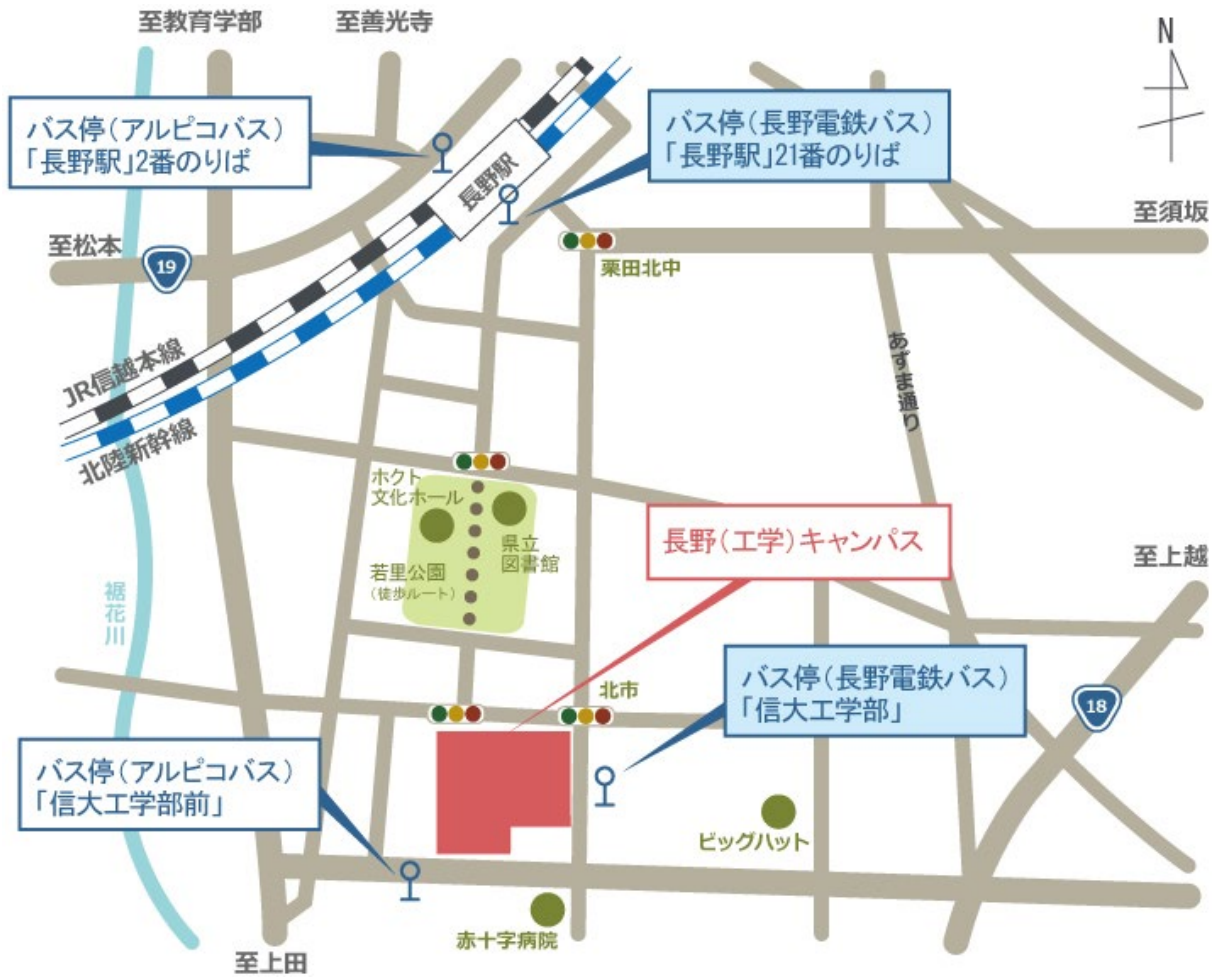 至教育学部
至善光寺
N
バス停(アルピコバス)
「長野駅」2番のりば
長野駅
バス停(長野電鉄バス)
「長野駅」21番のりば
至松本
19
至須坂
栗田北中
JR信越本線
北陸新幹線
あずま通り
ホクト
文化ホール
県立
図書館
若里公園
(徒歩ルート)
長野(工学)キャンパス
至上越
裾花川
北市
バス停(長野電鉄バス)
「信大工学部」
18
バス停(アルピコバス)
「信大工学部前」
ビッグハット
赤十字病院
至上田